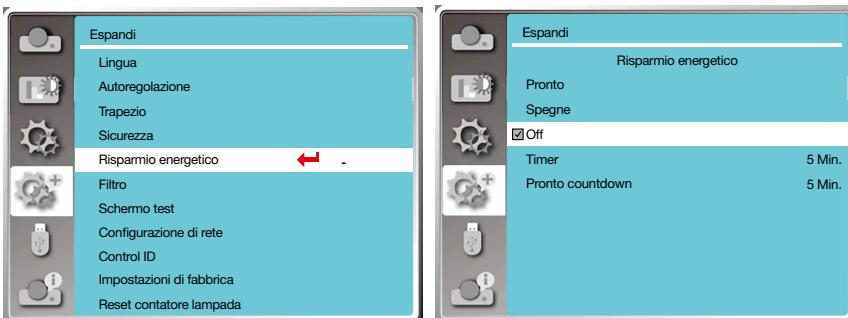 Espandi
Lingua
Autoregolazione
Trapezio
Sicurezza
Risparmio energetico -
Filtro
Schermo test
Configurazione di rete
Control ID
Impostazioni di fabbrica
Reset contatore lampada
Espandi
Risparmio energetico
Pronto
Spegne
Off
Timer 5 Min.
Pronto countdown 5 Min.